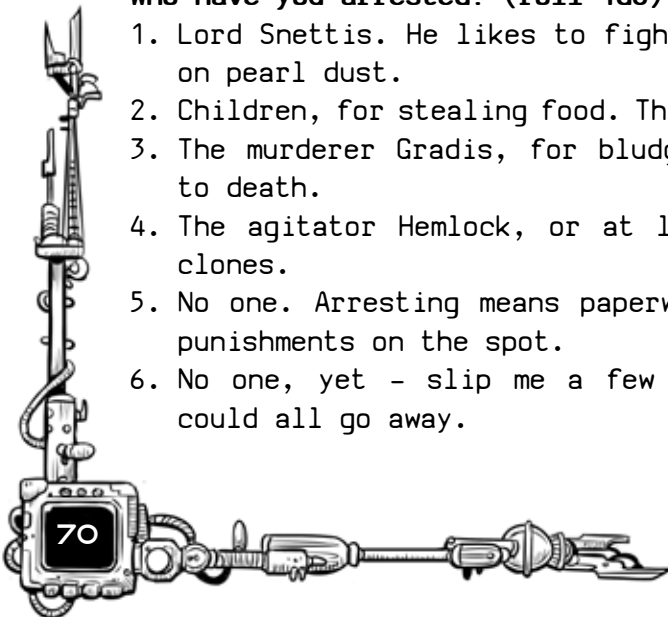 Who have you arrested? (roll 1d6)
1. Lord Snettis. He likes to figh
on pearl dust.
2. Children, for stealing food. Th
3. The murderer Gradis, for bludg
to death.
4. The agitator Hemlock, or at l
clones.
5. No one. Arresting means paperw
punishments on the spot.
6. No one, yet – slip me a few
could all go away.
70